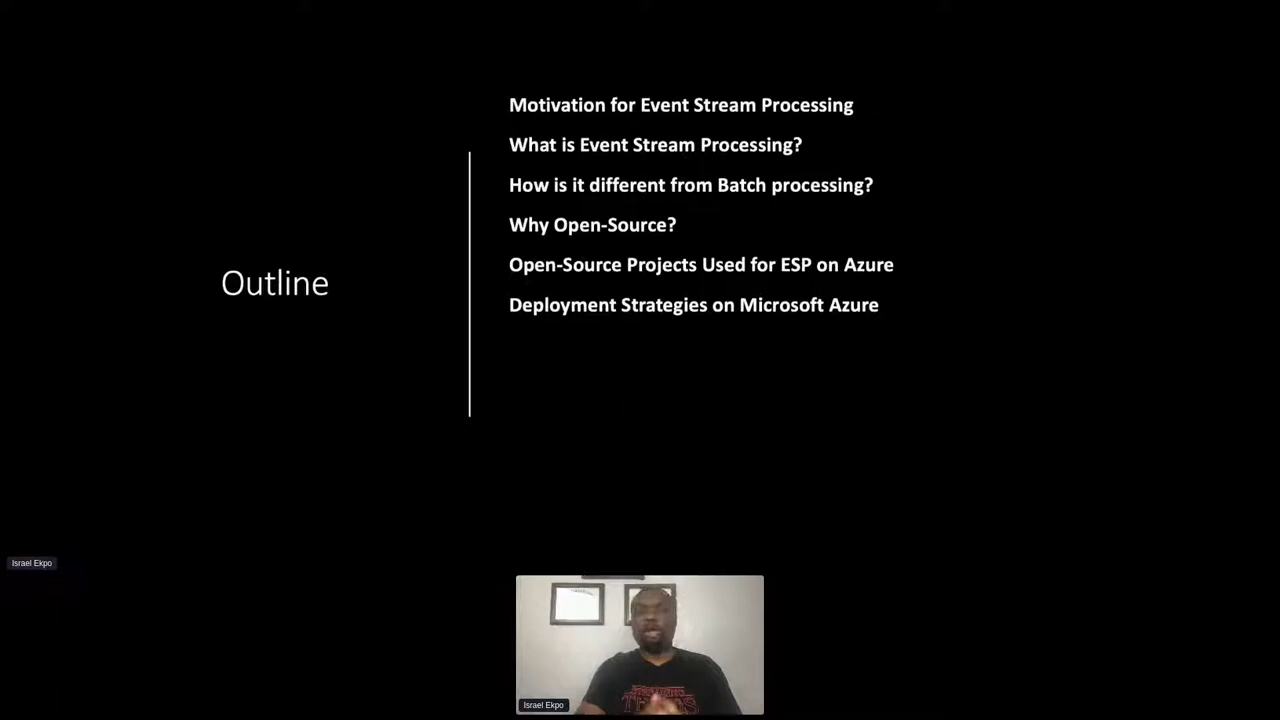 Motivation for Event Stream Processing
What is Event Stream Processing?
How is it different from Batch processing?
Why Open-Source?
Outline
Open-Source Projects Used for ESP on Azure
Deployment Strategies on Microsoft Azure
Israel Ekpo
Israel Ekpo